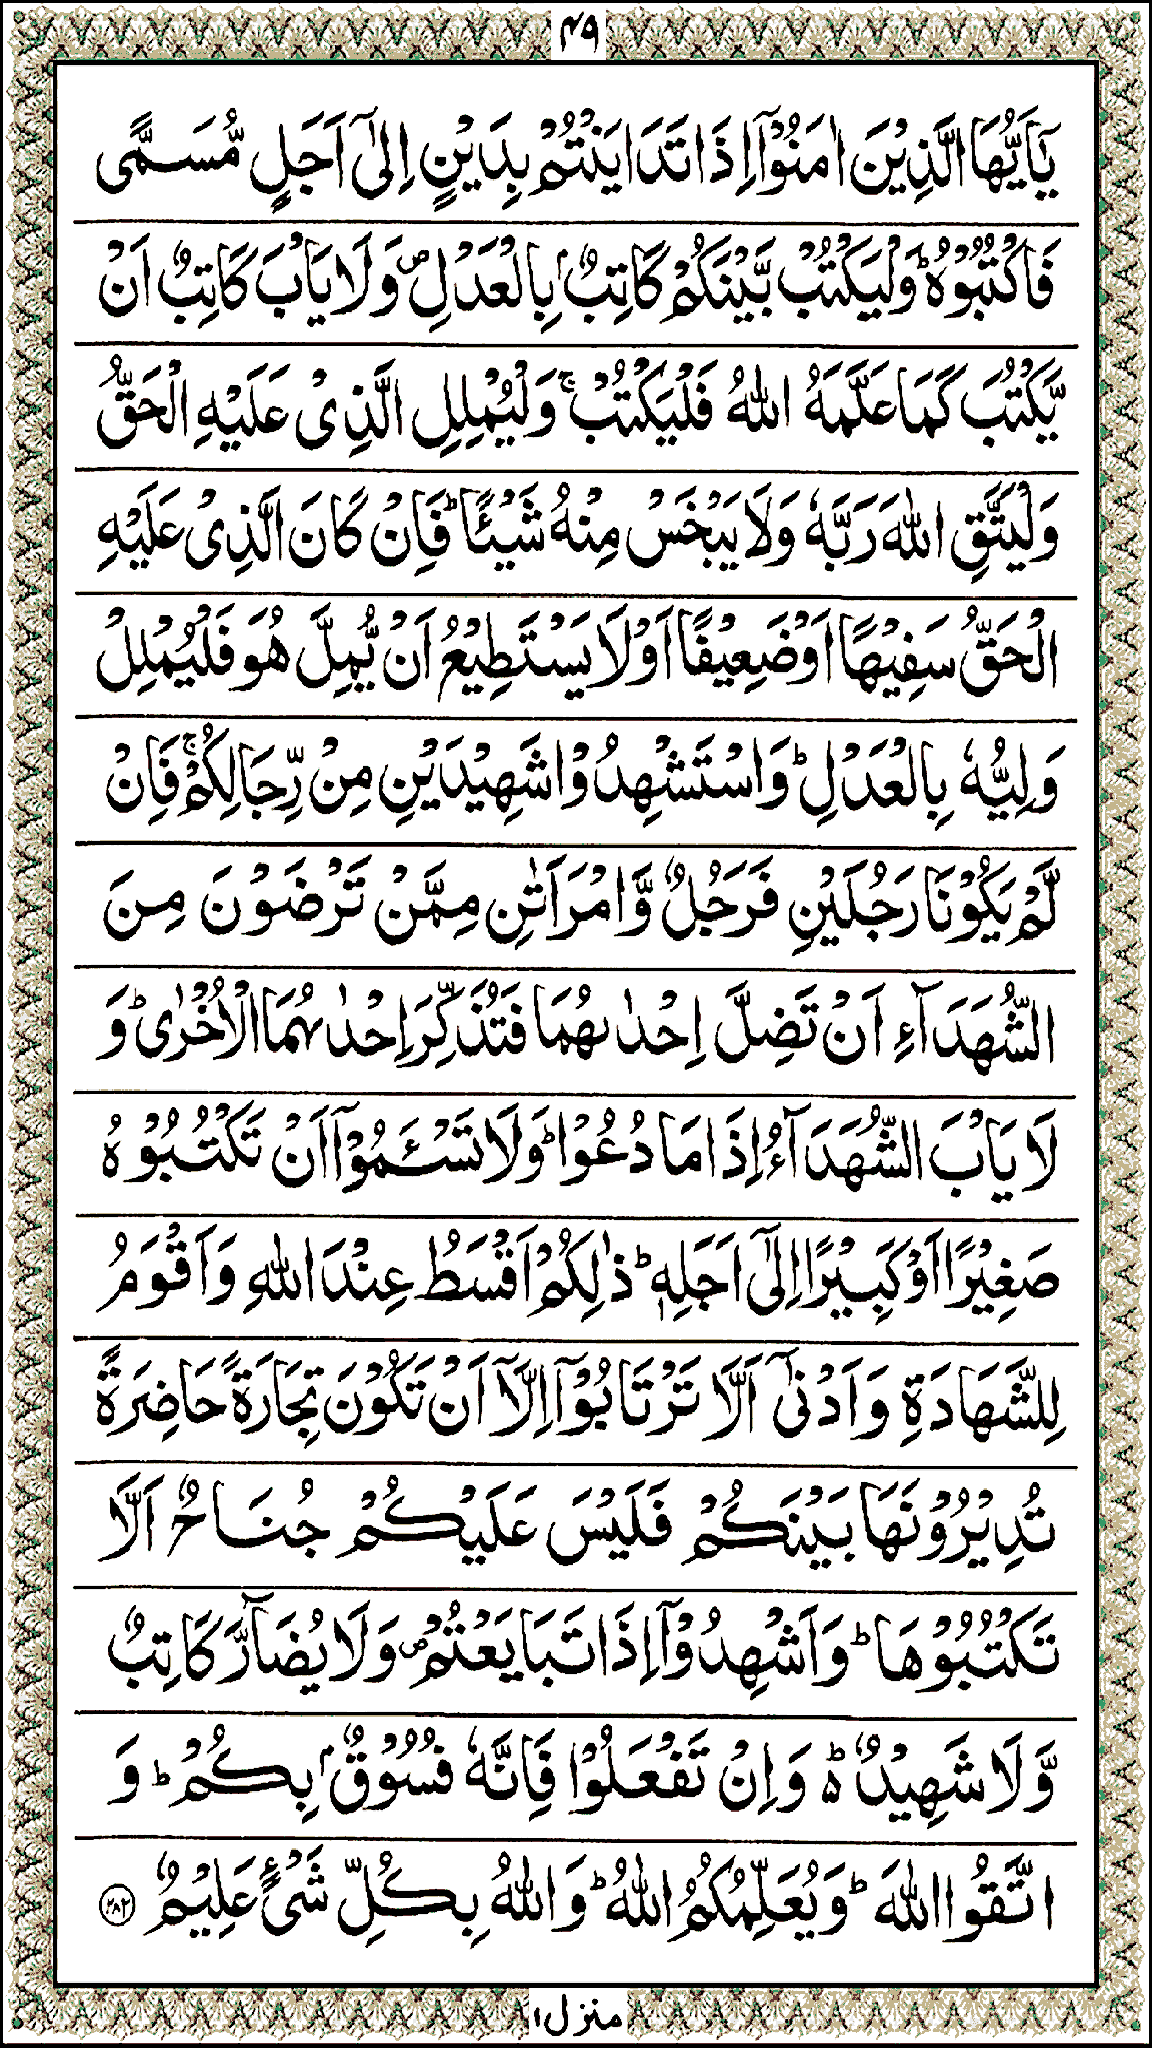 ۴۹
يٰۤاَيُّهَا الَّذِيْنَ اٰمَنُوْۤا اِذَا تَدَايَنْتُمْ بِدَيْنٍ اِلٰۤى اَجَلٍ مُّسَمًّى
فَاكْتُبُوْهُ ؕ وَلْيَكْتُبْ بَّيْنَكُمْ كَاتِبٌۢ بِالْعَدْلِ ۪ وَلَا يَاْبَ كَاتِبٌ اَنْ
يَّكْتُبَ كَمَا عَلَّمَهُ اللّٰهُ فَلْيَكْتُبْ ۚ وَلْيُمْلِلِ الَّذِىْ عَلَيْهِ الْحَقُّ
وَلْيَتَّقِ اللّٰهَ رَبَّهٗ وَلَا يَبْخَسْ مِنْهُ شَيْـًٔا ؕ فَاِنْ كَانَ الَّذِىْ عَلَيْهِ
الْحَقُّ سَفِيْهًا اَوْ ضَعِيْفًا اَوْ لَا يَسْتَطِيْعُ اَنْ يُّمِلَّ هُوَ فَلْيُمْلِلْ
وَلِيُّهٗ بِالْعَدْلِ ؕ وَاسْتَشْهِدُوْا شَهِيْدَيْنِ مِنْ رِّجَالِكُمْ ۚ فَاِنْ
لَّمْ يَكُوْنَا رَجُلَيْنِ فَرَجُلٌ وَّامْرَاَتٰنِ مِمَّنْ تَرْضَوْنَ مِنَ
الشُّهَدَآءِ اَنْ تَضِلَّ اِحْدٰىهُمَا فَتُذَكِّرَ اِحْدٰىهُمَا الْاُخْرٰى ؕ وَ
لَا يَاْبَ الشُّهَدَآءُ اِذَا مَا دُعُوْا ؕ وَلَا تَسْـَٔمُوْۤا اَنْ تَكْتُبُوْهُ
صَغِيْرًا اَوْ كَبِيْرًا اِلٰۤى اَجَلِهٖ ؕ ذٰلِكُمْ اَقْسَطُ عِنْدَ اللّٰهِ وَاَقْوَمُ
لِلشَّهَادَةِ وَاَدْنٰۤى اَلَّا تَرْتَابُوْۤا اِلَّاۤ اَنْ تَكُوْنَ تِجَارَةً حَاضِرَةً
تُدِيْرُوْنَهَا بَيْنَكُمْ فَلَيْسَ عَلَيْكُمْ جُنَاحٌ اَلَّا
تَكْتُبُوْهَا ؕ وَاَشْهِدُوْۤا اِذَا تَبَايَعْتُمْ ۪ وَلَا يُضَآرَّ كَاتِبٌ
وَّلَا شَهِيْدٌ ؕ۬ وَاِنْ تَفْعَلُوْا فَاِنَّهٗ فُسُوْقٌۢ بِكُمْ ؕ وَ
اتَّقُوا اللّٰهَ ؕ وَيُعَلِّمُكُمُ اللّٰهُ ؕ وَاللّٰهُ بِكُلِّ شَىْءٍ عَلِيْمٌ ۲۸۲
منزل ۱